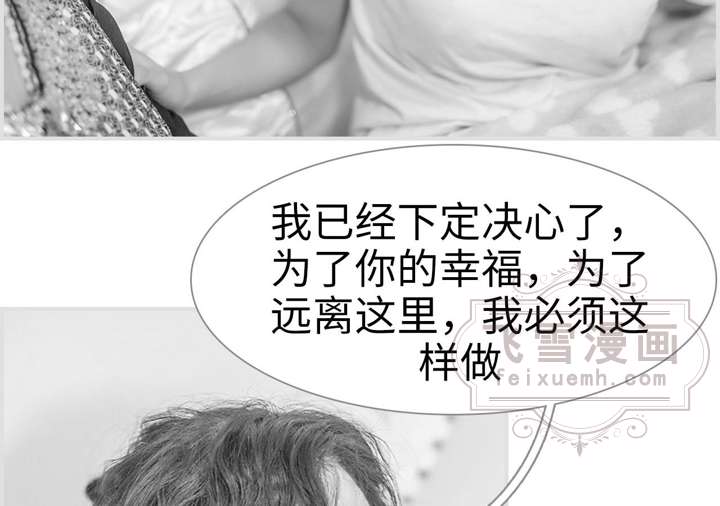 我已经下定决心了，
为了你的幸福，为了
远离这里，我必须这
样做
飞雪漫画
feixuemh.com